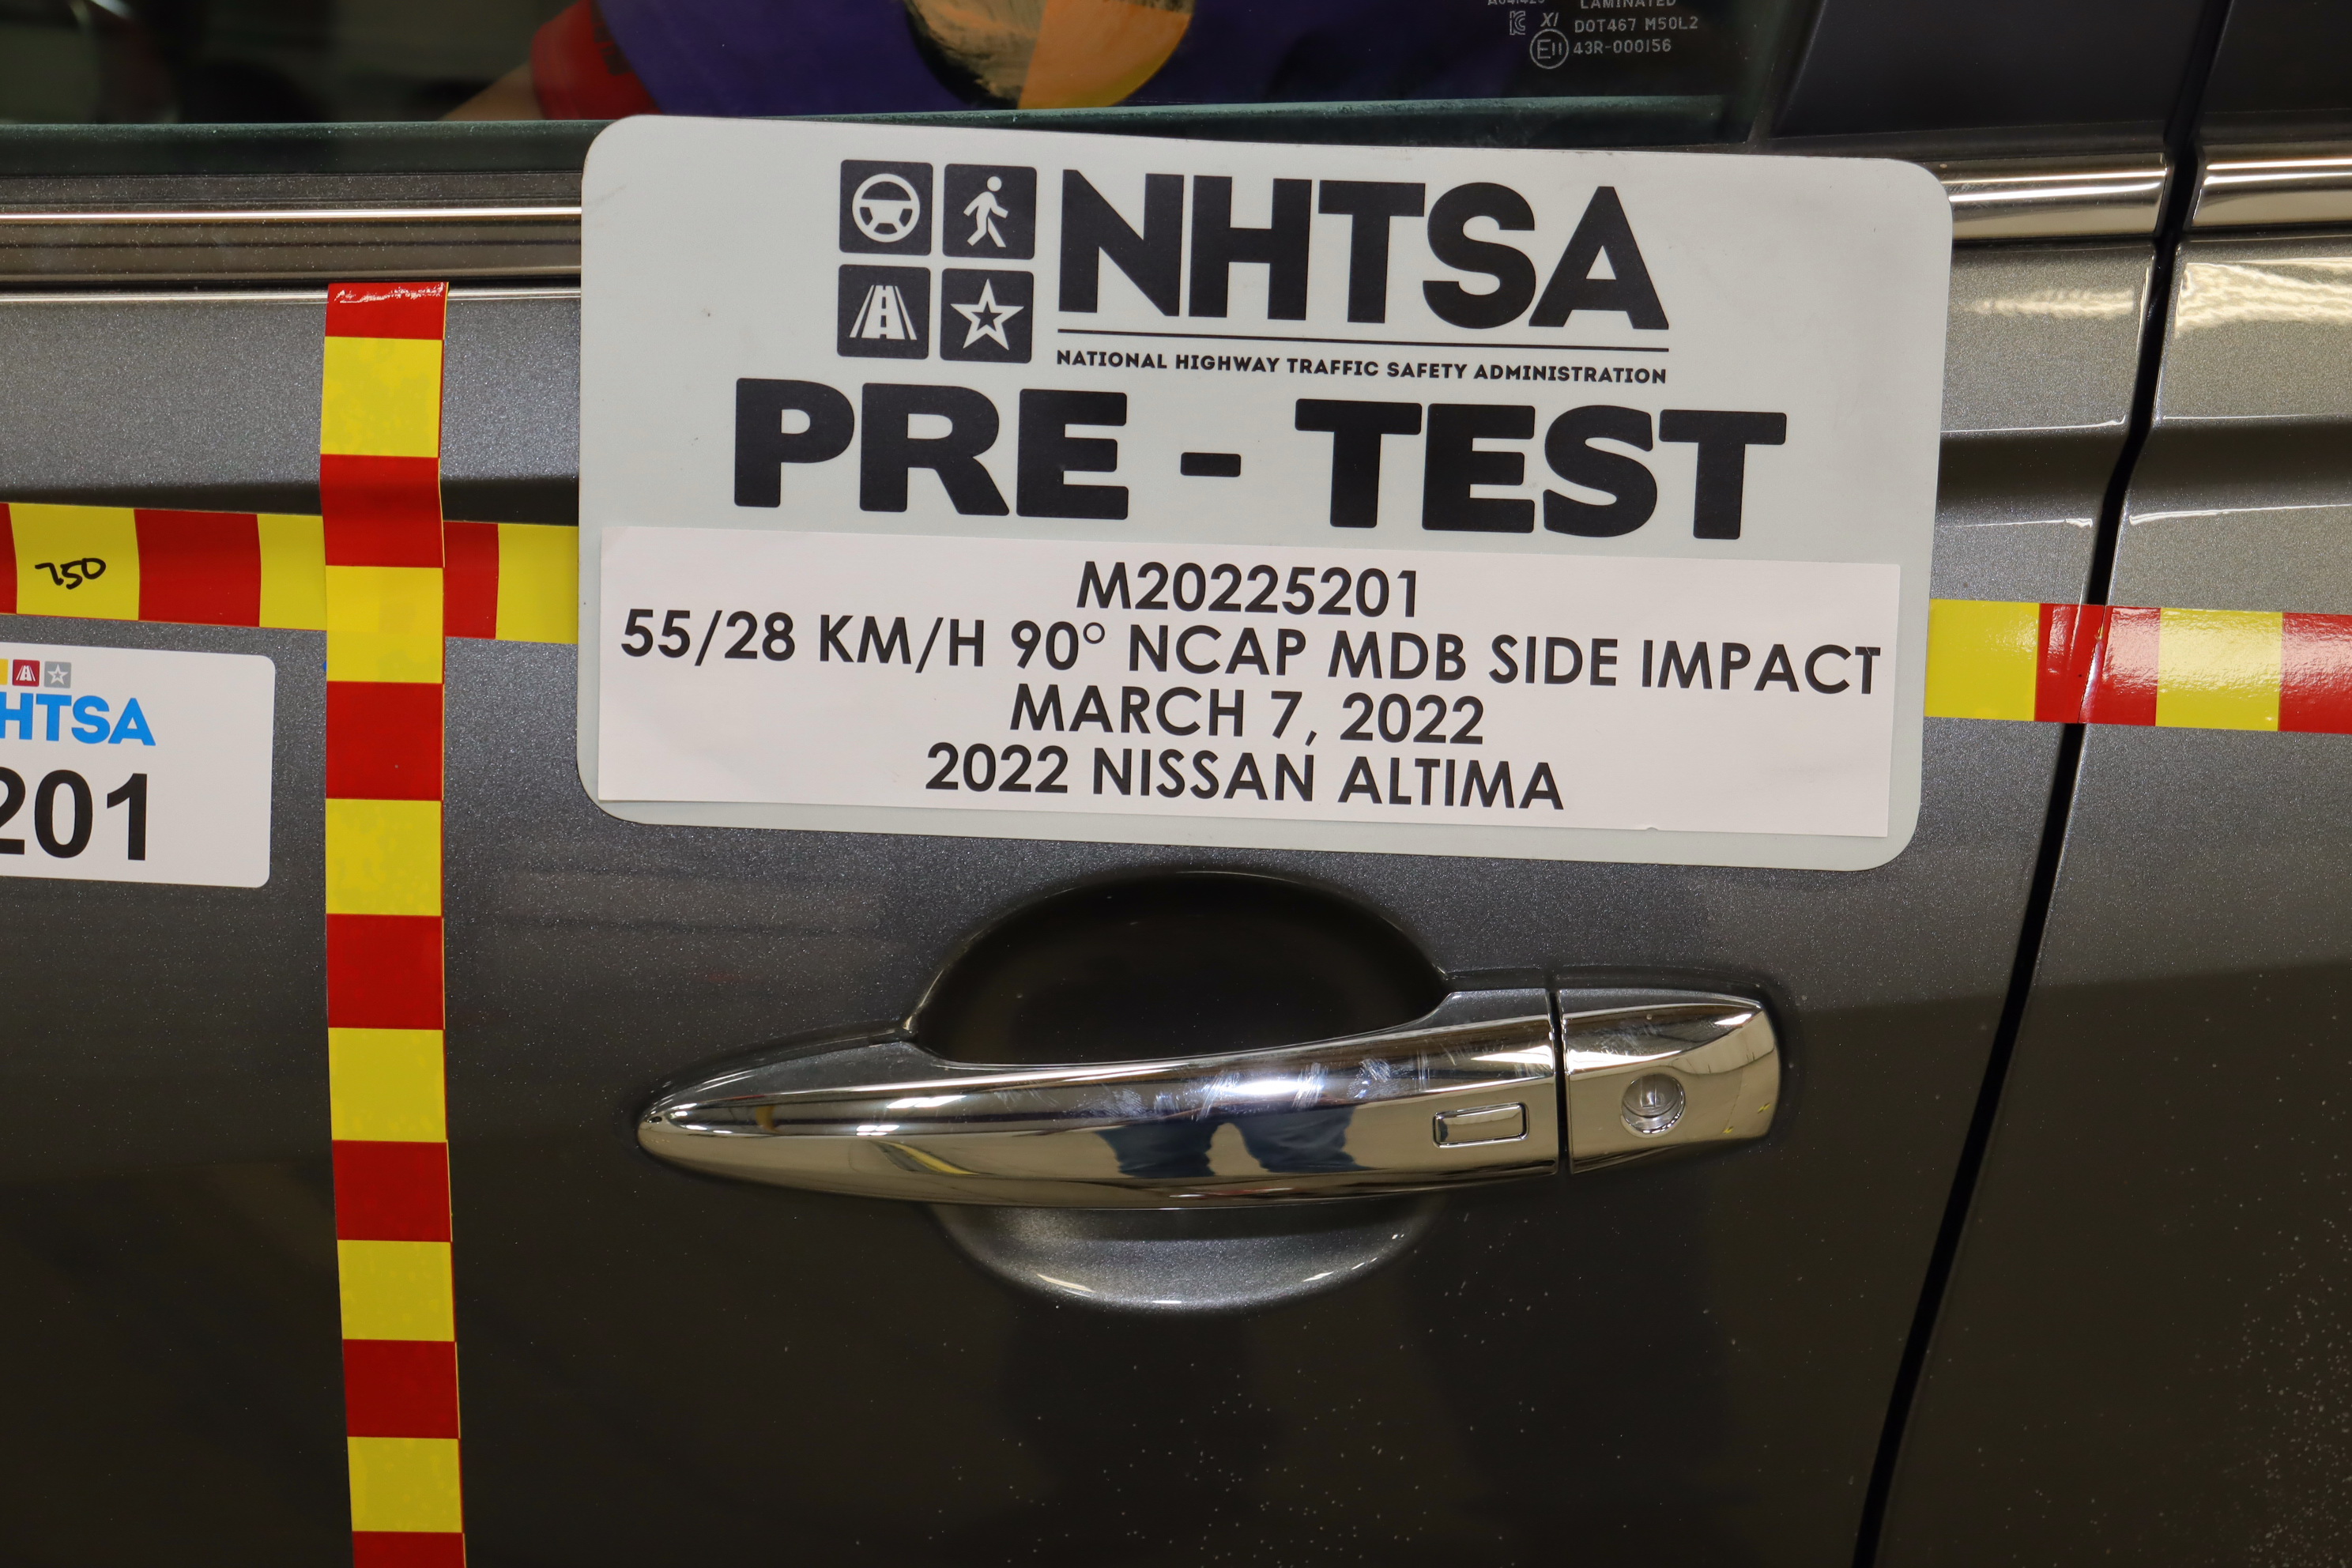 LAMINATED
XI DOT467 M50L2
E11 43R-000156
NHTSA
NATIONAL HIGHWAY TRAFFIC SAFETY ADMINISTRATION
PRE - TEST
M20225201
55/28 KM/H 90° NCAP MDB SIDE IMPACT
MARCH 7, 2022
2022 NISSAN ALTIMA
750
HTSA
201